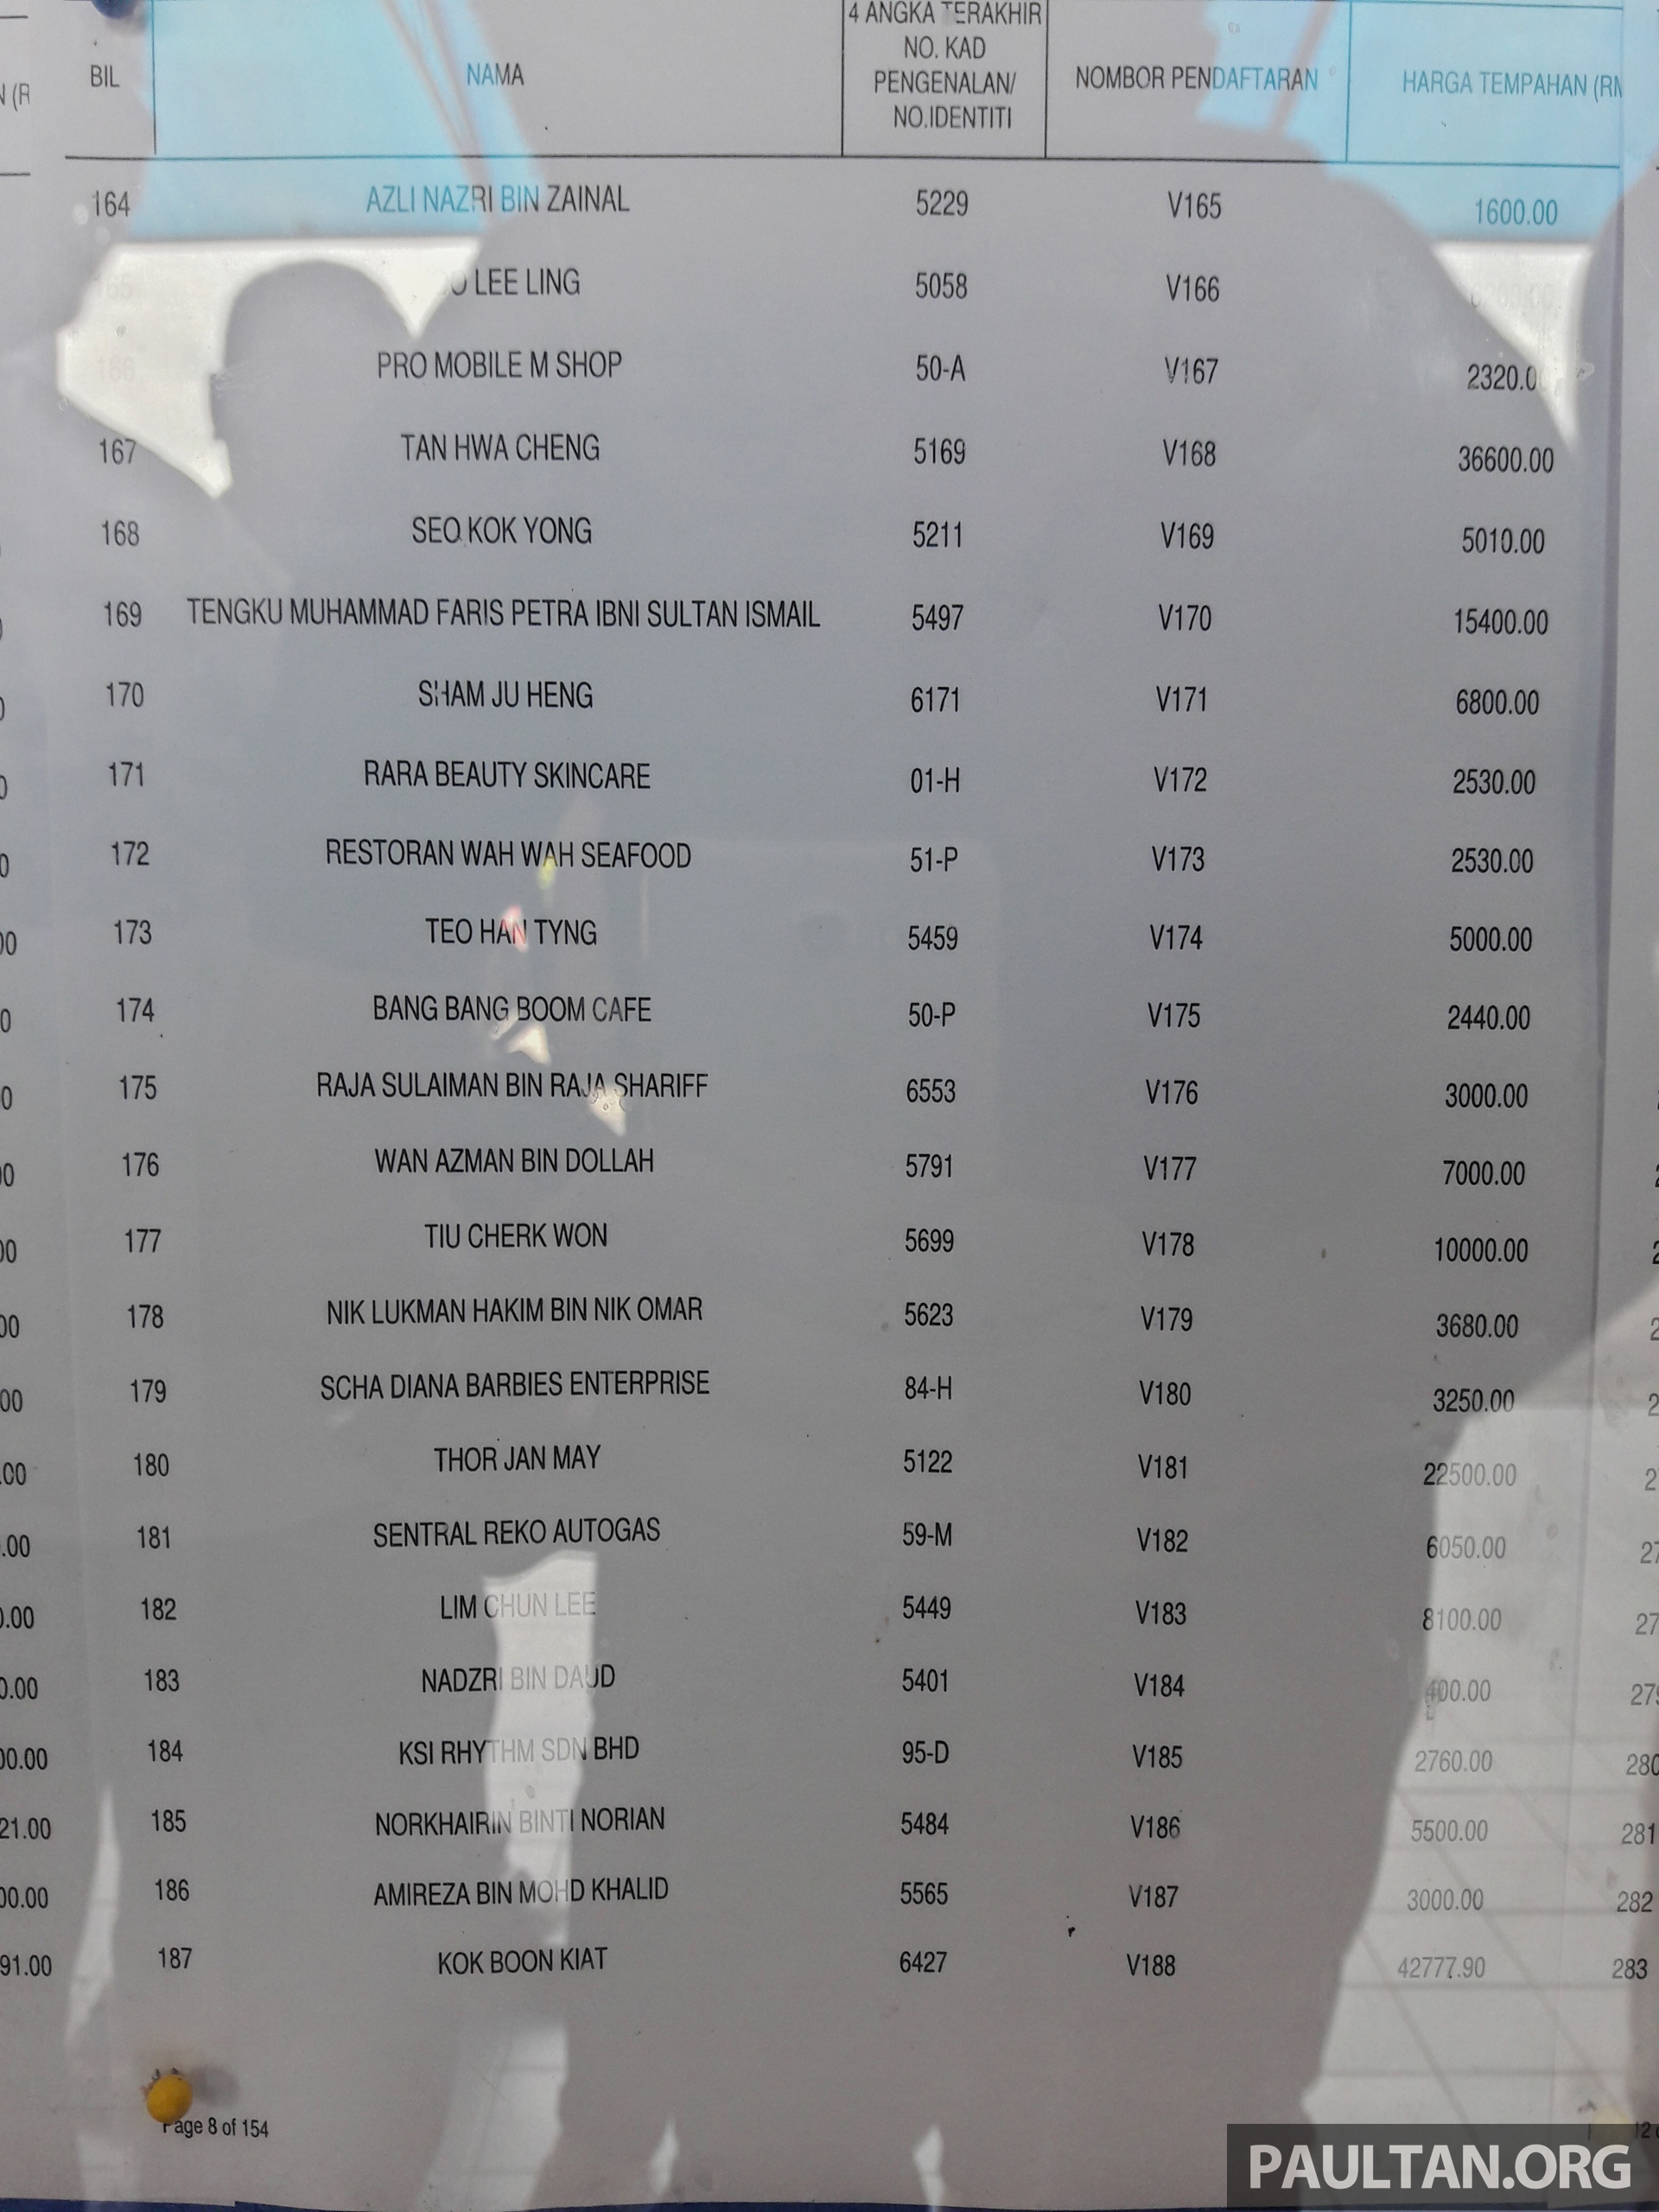 BIL NAMA 4 ANGKA TERAKHIR NO. KAD PENGENALAN/ NO.IDENTITI NOMBOR PENDAFTARAN HARGA TEMPAHAN (RM
164 AZLI NAZRI BIN ZAINAL 5229 V165 1600.00
165 LEE LING 5058 V166
166 PRO MOBILE M SHOP 50-A V167 2320.00
167 TAN HWA CHENG 5169 V168 36600.00
168 SEO KOK YONG 5211 V169 5010.00
169 TENGKU MUHAMMAD FARIS PETRA IBNI SULTAN ISMAIL 5497 V170 15400.00
170 SHAM JU HENG 6171 V171 6800.00
171 RARA BEAUTY SKINCARE 01-H V172 2530.00
172 RESTORAN WAH WAH SEAFOOD 51-P V173 2530.00
173 TEO HAN TYNG 5459 V174 5000.00
174 BANG BANG BOOM CAFE 50-P V175 2440.00
175 RAJA SULAIMAN BIN RAJA SHARIFF 6553 V176 3000.00
176 WAN AZMAN BIN DOLLAH 5791 V177 7000.00
177 TIU CHERK WON 5699 V178 10000.00
178 NIK LUKMAN HAKIM BIN NIK OMAR 5623 V179 3680.00
179 SCHA DIANA BARBIES ENTERPRISE 84-H V180 3250.00
180 THOR JAN MAY 5122 V181 22500.00
181 SENTRAL REKO AUTOGAS 59-M V182 6050.00
182 LIM CHUN LEE 5449 V183 8100.00
183 NADZRI BIN DAUD 5401 V184
184 KSI RHYTHM SDN BHD 95-D V185 2760.00 280
185 NORKHAIRIN BINTI NORIAN 5484 V186 5500.00 281
186 AMIREZA BIN MOHD KHALID 5565 V187 3000.00 282
187 KOK BOON KIAT 6427 V188 42777.90 283
Page 8 of 154
PAULTAN.ORG